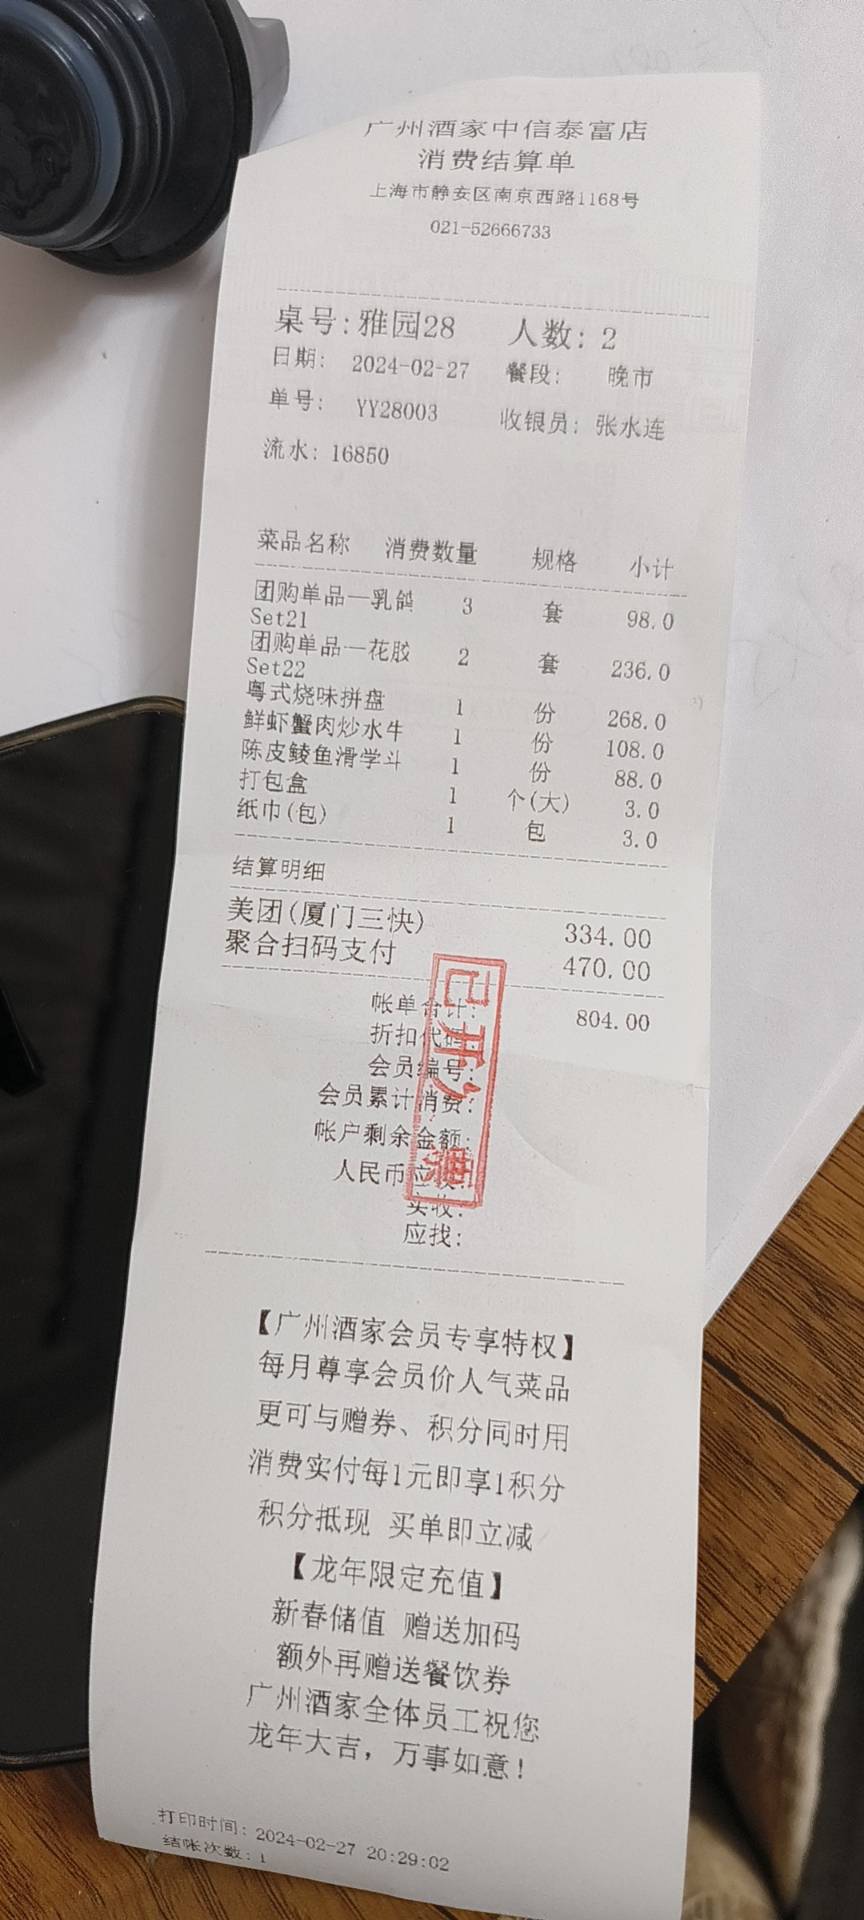 广州酒家中信泰富店
消费结算单
上海市静安区南京西路1168号
021-52666733
桌号: 雅园28 人数: 2
日期: 2024-02-27 餐段: 晚市
单号: YY28003 收银员: 张水连
流水: 16850
菜品名称 消费数量 规格 小计
团购单品一乳鸽 3 套 98.0
Set21
团购单品一花胶 2 套 236.0
Set22
粤式烧味拼盘 1 份 268.0
鲜虾蟹肉炒水牛 1 份 108.0
陈皮鲮鱼滑学斗 1 份 88.0
打包盒 1 个(大) 3.0
纸巾(包) 1 包 3.0
结算明细
美团(厦门三快) 334.00
聚合扫码支付 470.00
帐单合计: 804.00
折扣代码:
会员编号:
会员累计消费:
帐户剩余金额:
人民币应收:
实收:
应找:
已开发票
【广州酒家会员专享特权】
每月尊享会员价人气菜品
更可与赠券、积分同时用
消费实付每1元即享1积分
积分抵现 买单即立减
【龙年限定充值】
新春储值 赠送加码
额外再赠送餐饮券
广州酒家全体员工祝您
龙年大吉，万事如意!
打印时间: 2024-02-27 20:29:02
结帐次数: 1